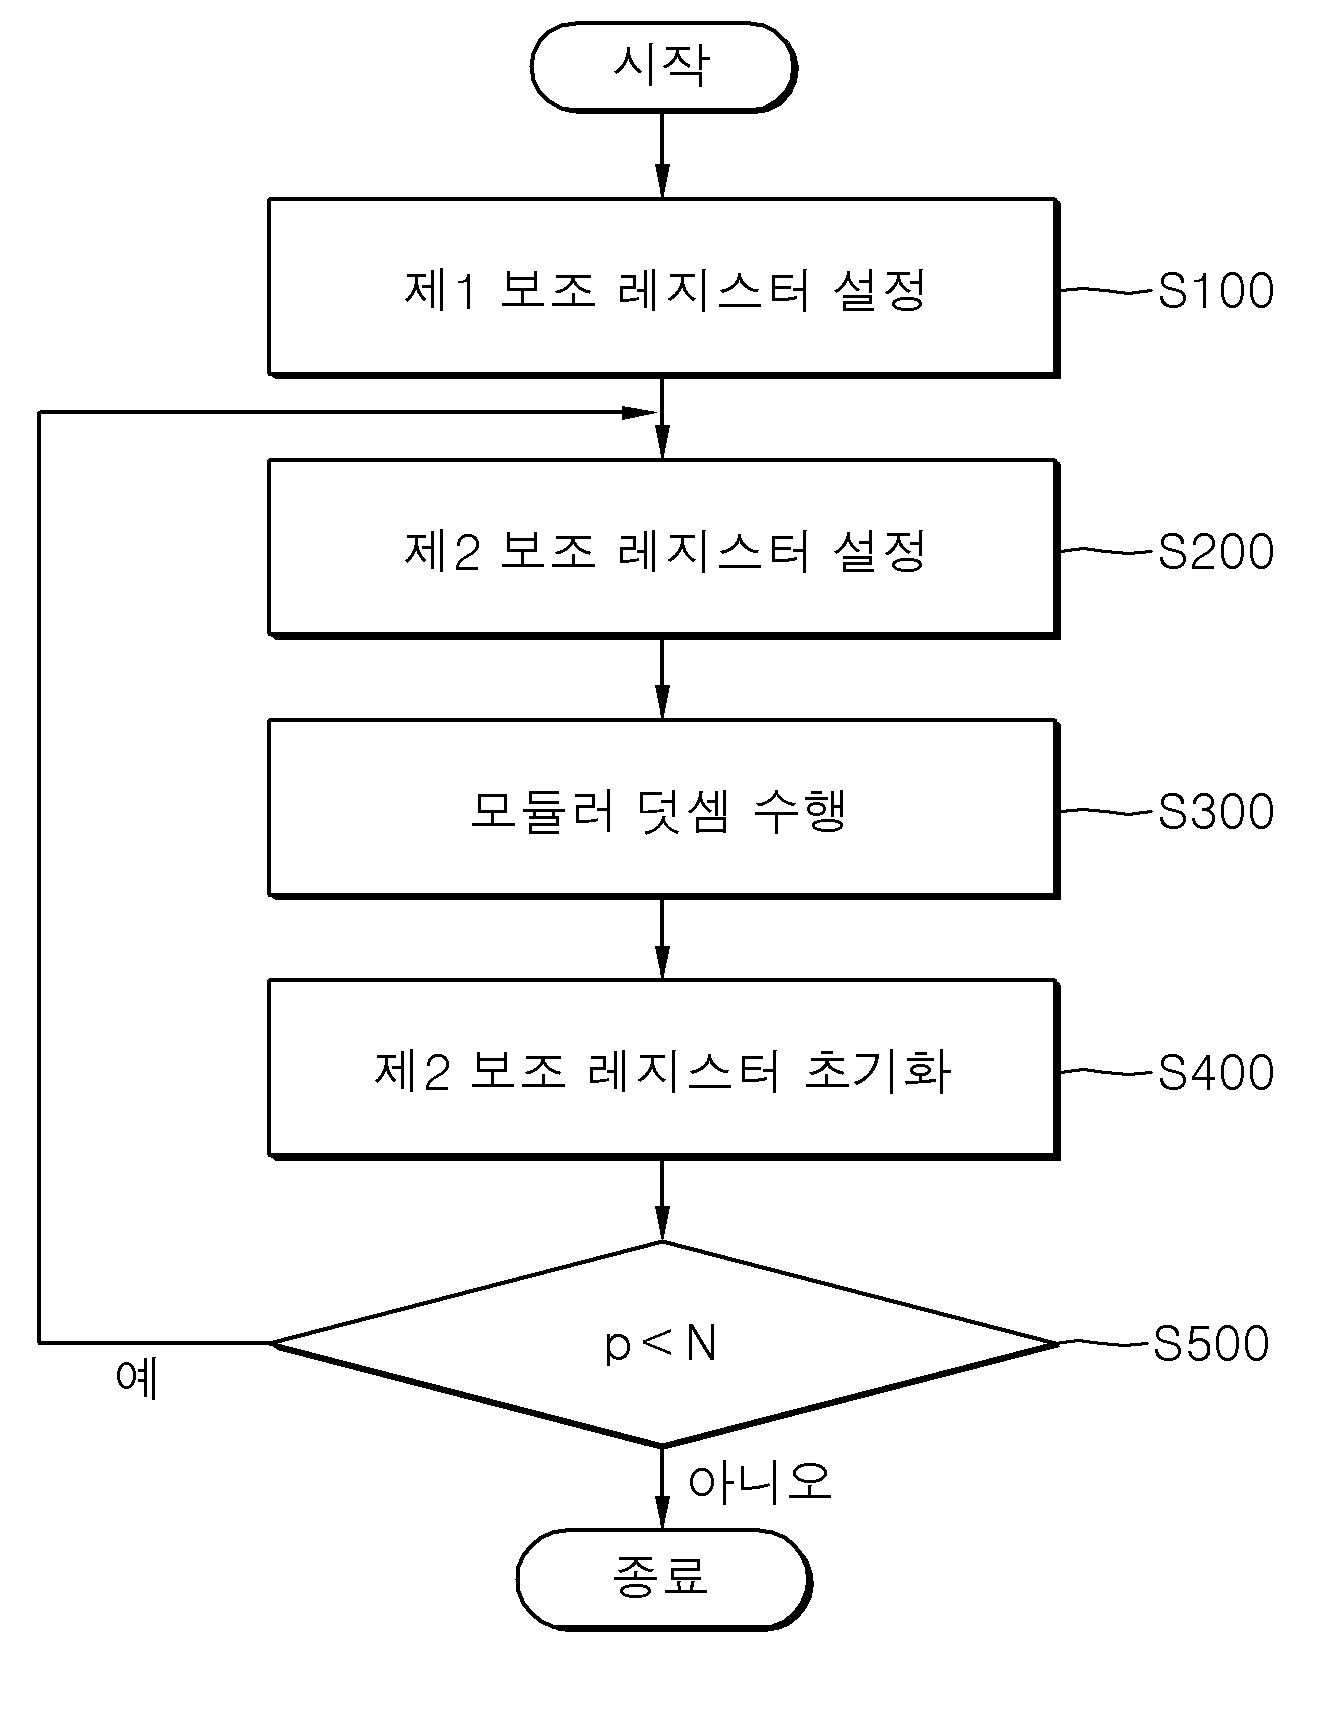 시작
제1 보조 레지스터 설정
S100
제2 보조 레지스터 설정
S200
모듈러 덧셈 수행
S300
제2 보조 레지스터 초기화
S400
p<N
S500
예
아니오
종료